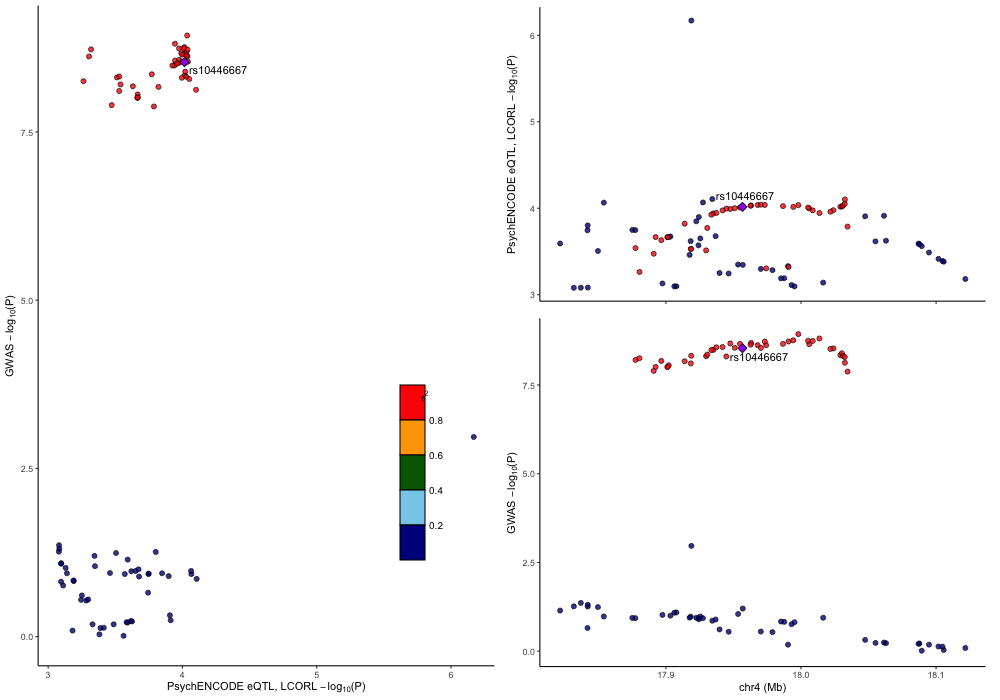 7.5
5.0
2.5
0.0
GWAS −log10(P)
3
4
5
6
PsychENCODE eQTL, LCORL −log10(P)
rs10446667
r2
0.8
0.6
0.4
0.2
6
5
4
3
PsychENCODE eQTL, LCORL −log10(P)
rs10446667
7.5
5.0
2.5
0.0
GWAS −log10(P)
rs10446667
17.9
18.0
18.1
chr4 (Mb)